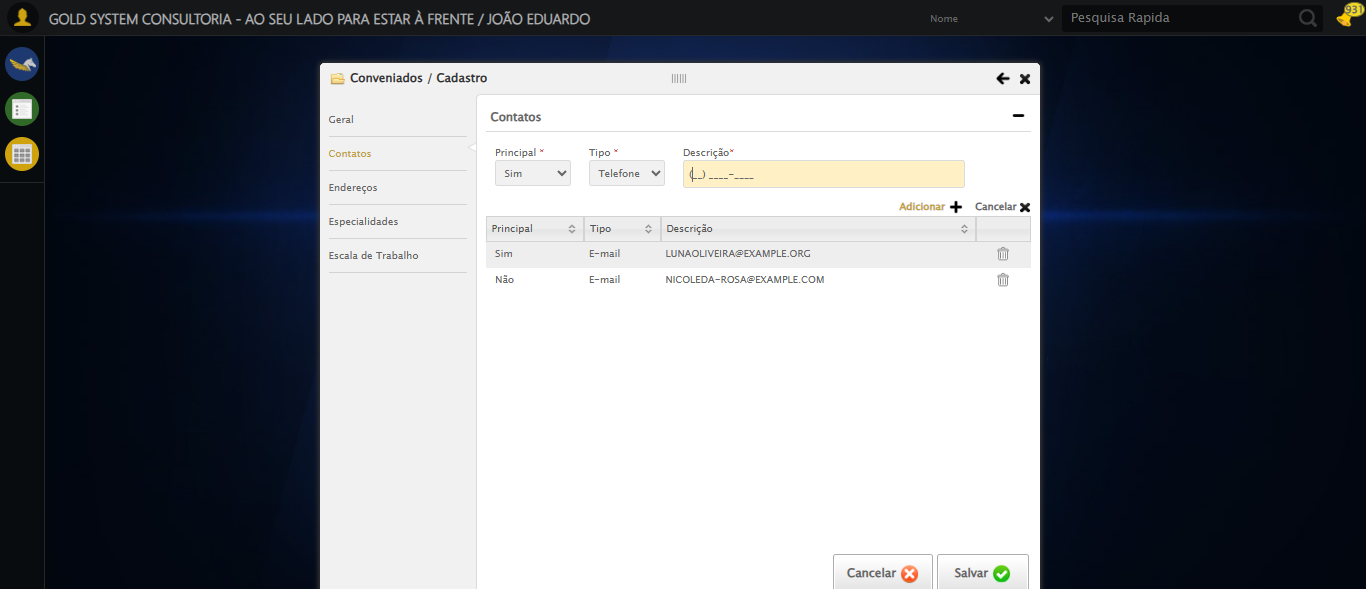 GOLD SYSTEM CONSULTORIA - AO SEU LADO PARA ESTAR À FRENTE / JOÃO EDUARDO
Nome
Pesquisa Rapida
931
Conveniados / Cadastro
Geral
Contatos
Endereços
Especialidades
Escala de Trabalho
Contatos
Principal * Tipo * Descrição*
Sim Telefone (__) ____-____
Adicionar Cancelar
Principal Tipo Descrição
Sim E-mail LUNAOLIVEIRA@EXAMPLE.ORG
Não E-mail NICOLEDA-ROSA@EXAMPLE.COM
Cancelar Salvar